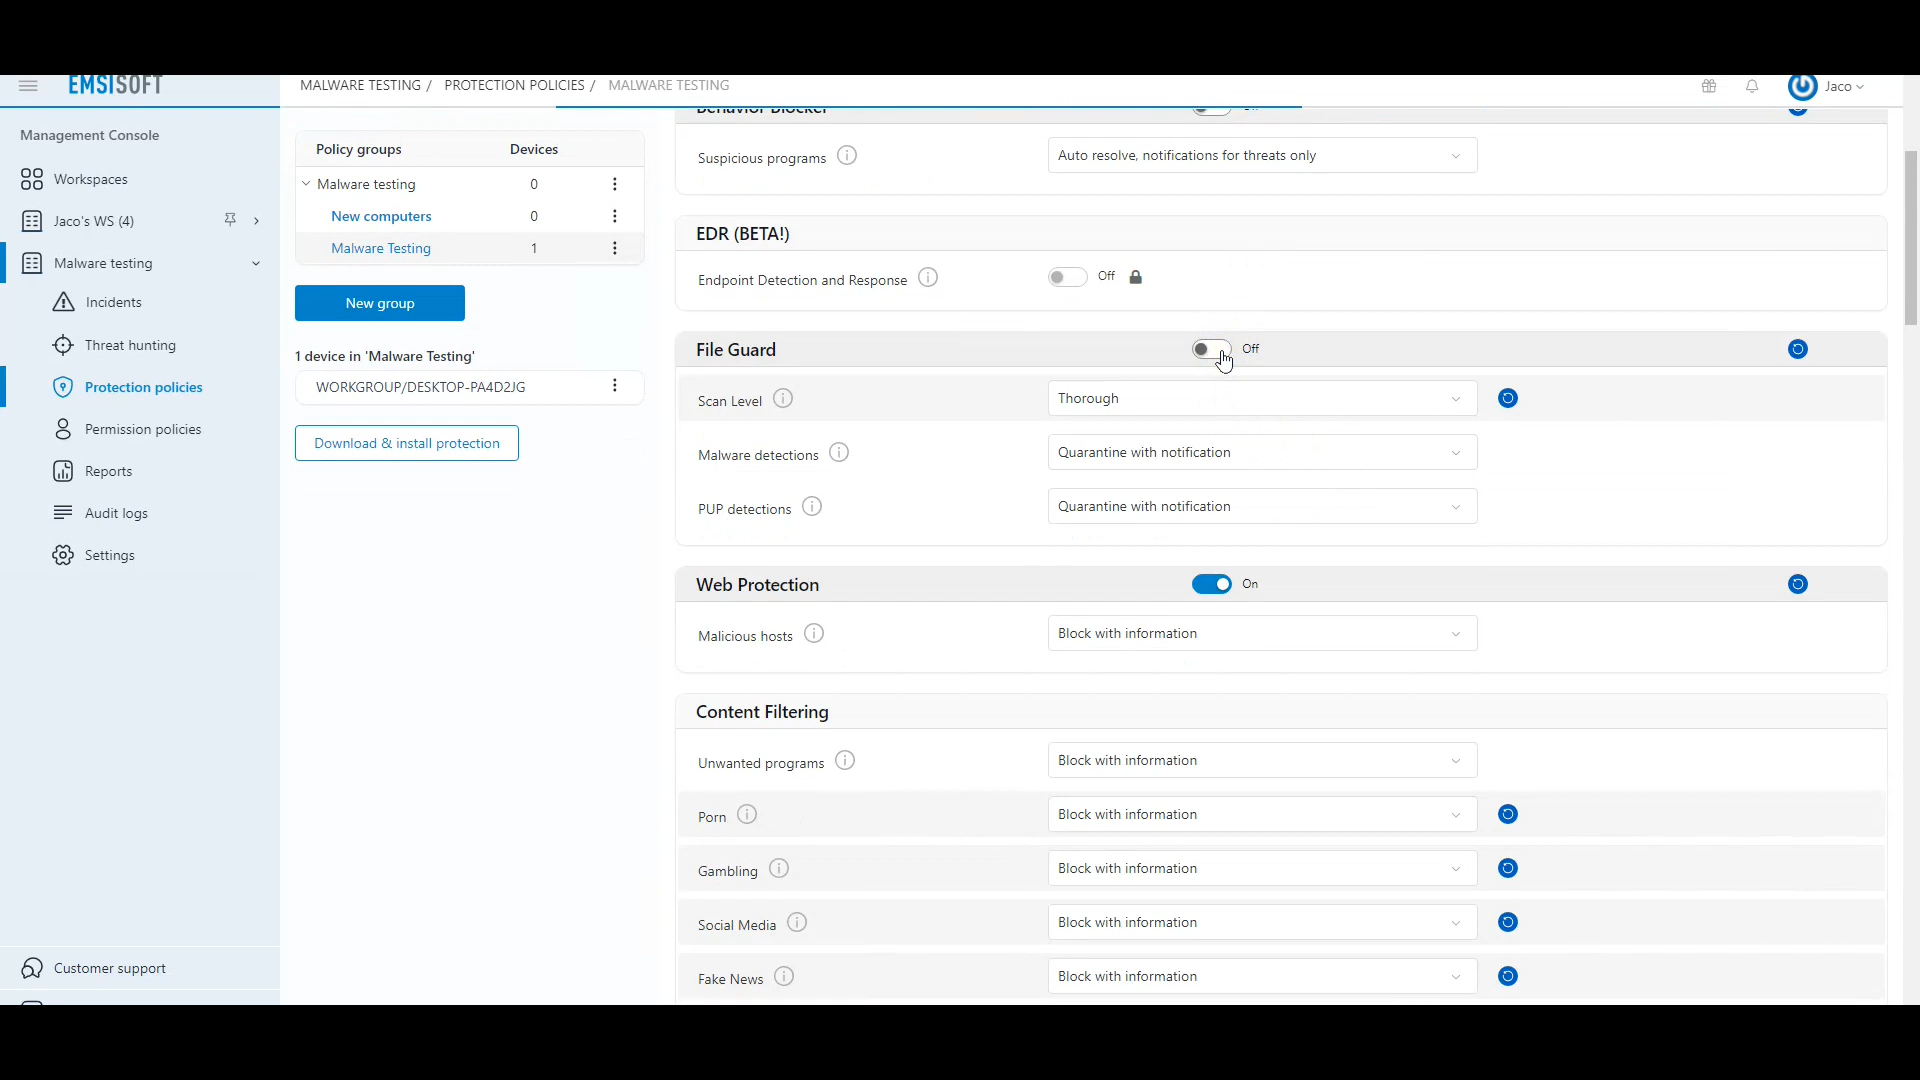 EMSISOFT
MALWARE TESTING / PROTECTION POLICIES / MALWARE TESTING
Jaco
Management Console
Workspaces
Jaco's WS (4)
Malware testing
Incidents
Threat hunting
Protection policies
Permission policies
Reports
Audit logs
Settings
Customer support
Policy groups Devices
Malware testing 0
New computers 0
Malware Testing 1
New group
1 device in 'Malware Testing'
WORKGROUP/DESKTOP-PA4D2JG
Download & install protection
Behavior Blocker
Suspicious programs Auto resolve, notifications for threats only
EDR (BETA!)
Endpoint Detection and Response Off
File Guard Off
Scan Level Thorough
Malware detections Quarantine with notification
PUP detections Quarantine with notification
Web Protection On
Malicious hosts Block with information
Content Filtering
Unwanted programs Block with information
Porn Block with information
Gambling Block with information
Social Media Block with information
Fake News Block with information